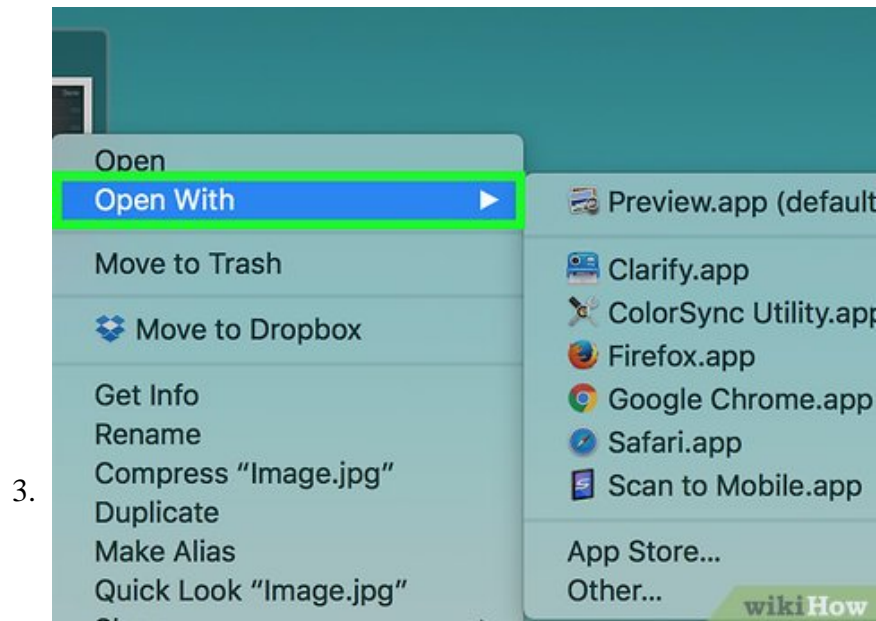 Open
Open With
Move to Trash
Move to Dropbox
Get Info
Rename
Compress “Image.jpg”
Duplicate
Make Alias
Quick Look “Image.jpg”
Preview.app (default
Clarify.app
ColorSync Utility.app
Firefox.app
Google Chrome.app
Safari.app
Scan to Mobile.app
App Store...
Other...
3.
wikiHow